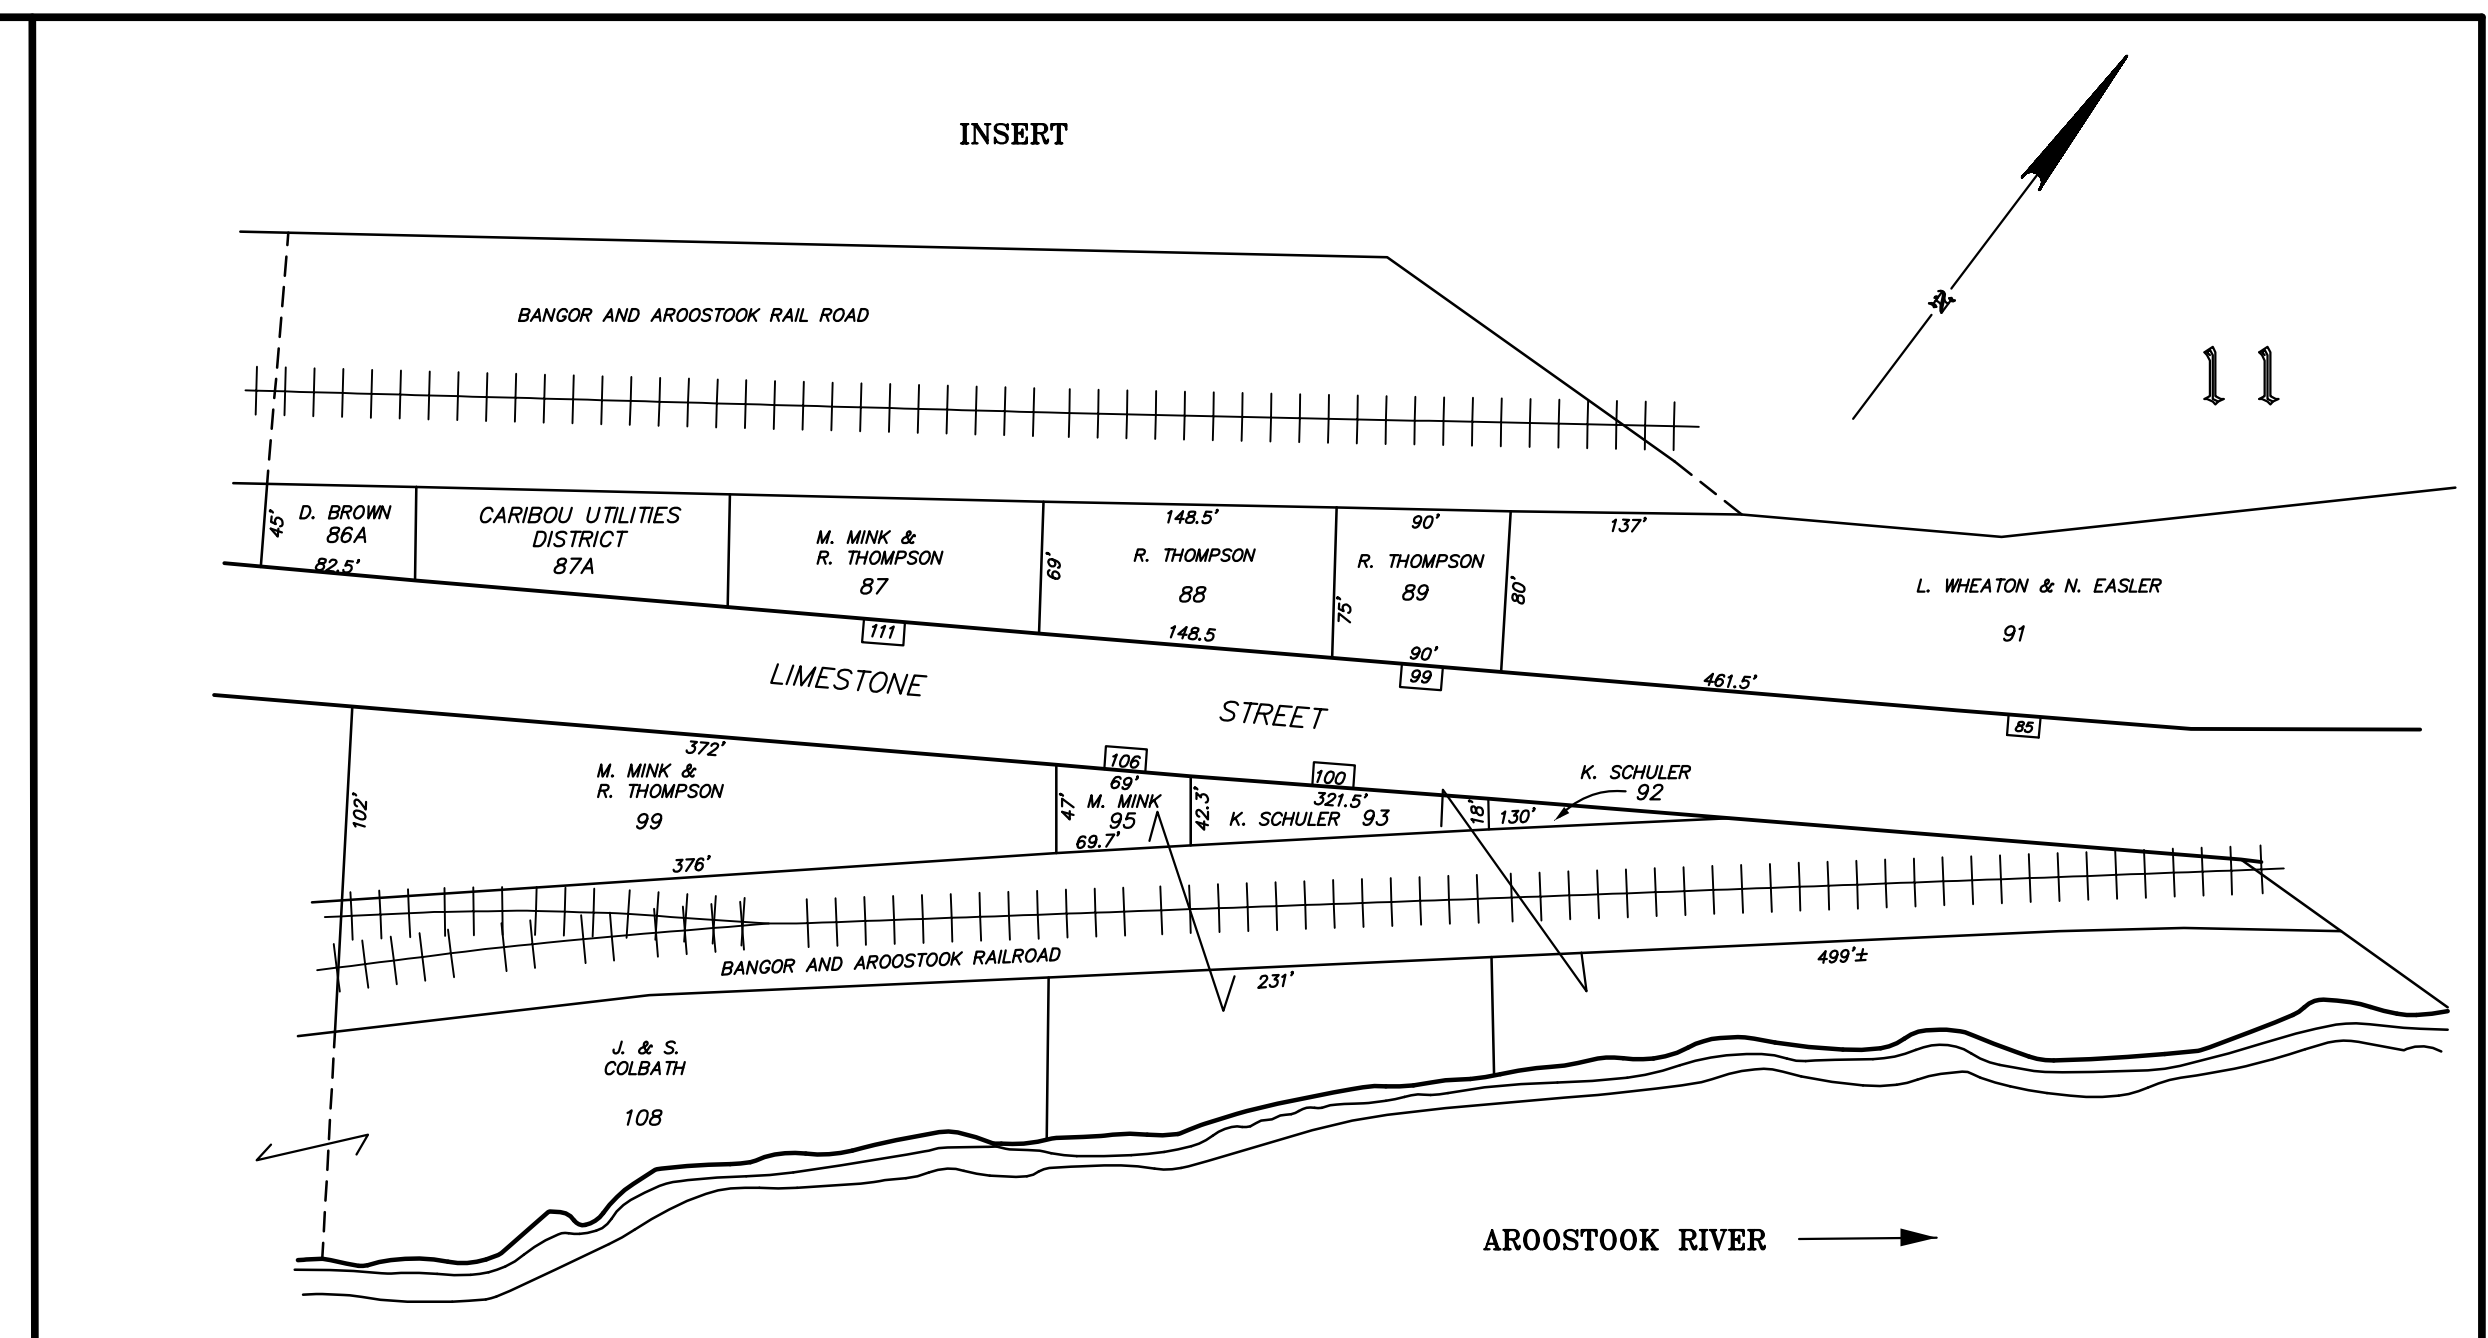 INSERT
N
11
BANGOR AND AROOSTOOK RAIL ROAD
45'
D. BROWN
86A
82.5'
CARIBOU UTILITIES
DISTRICT
87A
M. MINK &
R. THOMPSON
87
69'
148.5'
R. THOMPSON
88
148.5
75'
90'
R. THOMPSON
89
90'
80'
137'
L. WHEATON & N. EASLER
91
461.5'
111
99
85
LIMESTONE STREET
106
100
372'
M. MINK &
R. THOMPSON
99
102'
376'
47'
69'
M. MINK
95
69.7'
42.3'
321.5'
K. SCHULER 93
18'
130'
K. SCHULER
92
BANGOR AND AROOSTOOK RAILROAD
231'
499'±
J. & S.
COLBATH
108
AROOSTOOK RIVER